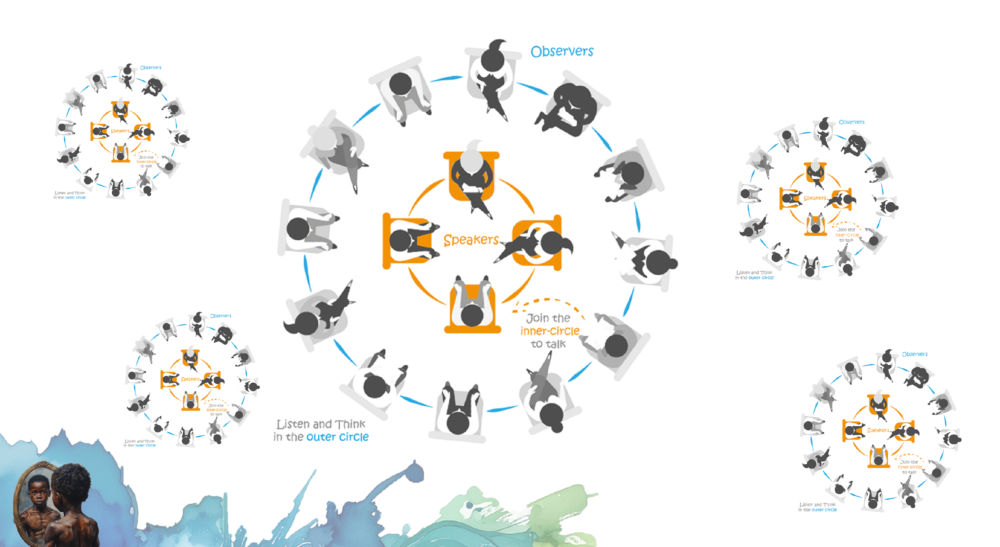 Observers
Speakers
Join the
inner-circle
to talk
Listen and Think
in the outer circle
Observers
Speakers
Join the
inner-circle
to talk
Listen and Think
in the outer circle
Observers
Speakers
Join the
inner-circle
to talk
Listen and Think
in the outer circle
Observers
Speakers
Join the
inner-circle
to talk
Listen and Think
in the outer circle
Observers
Speakers
Join the
inner-circle
to talk
Listen and Think
in the outer circle